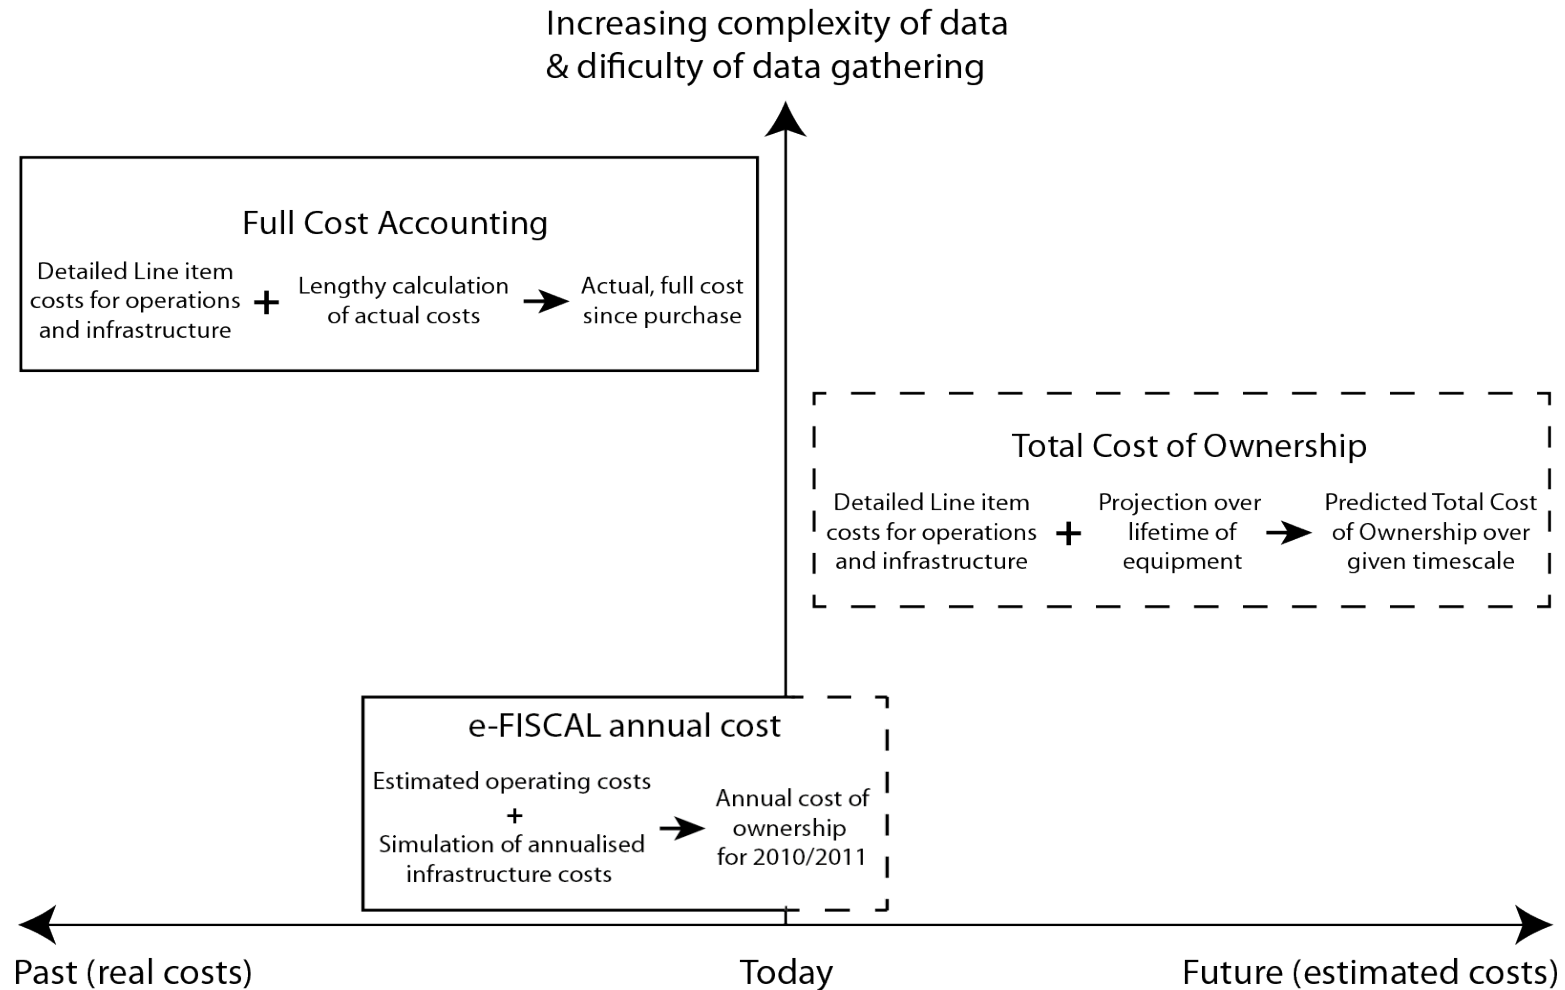 Increasing complexity of data
& dificulty of data gathering
Full Cost Accounting
Detailed Line item
costs for operations
and infrastructure
+
Lengthy calculation
of actual costs
Actual, full cost
since purchase
Total Cost of Ownership
Detailed Line item
costs for operations
and infrastructure
+
Projection over
lifetime of
equipment
Predicted Total Cost
of Ownership over
given timescale
e-FISCAL annual cost
Estimated operating costs
+
Simulation of annualised
infrastructure costs
Annual cost of
ownership
for 2010/2011
Past (real costs)
Today
Future (estimated costs)